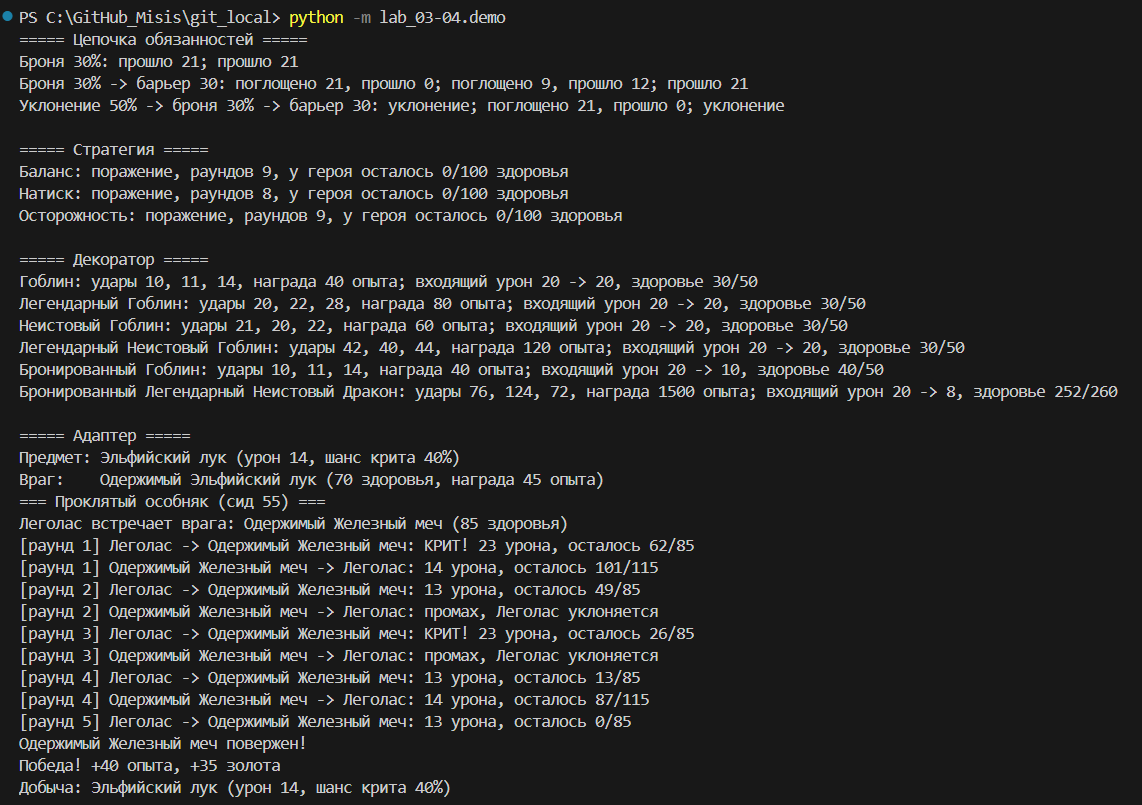 PS C:\GitHub_Misis\git_local> python -m lab_03-04.demo
===== Цепочка обязанностей =====
Броня 30%: прошло 21; прошло 21
Броня 30% -> барьер 30: поглощено 21, прошло 0; поглощено 9, прошло 12; прошло 21
Уклонение 50% -> броня 30% -> барьер 30: уклонение; поглощено 21, прошло 0; уклонение

===== Стратегия =====
Баланс: поражение, раундов 9, у героя осталось 0/100 здоровья
Натиск: поражение, раундов 8, у героя осталось 0/100 здоровья
Осторожность: поражение, раундов 9, у героя осталось 0/100 здоровья

===== Декоратор =====
Гоблин: удары 10, 11, 14, награда 40 опыта; входящий урон 20 -> 20, здоровье 30/50
Легендарный Гоблин: удары 20, 22, 28, награда 80 опыта; входящий урон 20 -> 20, здоровье 30/50
Неистовый Гоблин: удары 21, 20, 22, награда 60 опыта; входящий урон 20 -> 20, здоровье 30/50
Легендарный Неистовый Гоблин: удары 42, 40, 44, награда 120 опыта; входящий урон 20 -> 20, здоровье 30/50
Бронированный Гоблин: удары 10, 11, 14, награда 40 опыта; входящий урон 20 -> 10, здоровье 40/50
Бронированный Легендарный Неистовый Дракон: удары 76, 124, 72, награда 1500 опыта; входящий урон 20 -> 8, здоровье 252/260

===== Адаптер =====
Предмет: Эльфийский лук (урон 14, шанс крита 40%)
Враг:    Одержимый Эльфийский лук (70 здоровья, награда 45 опыта)
=== Проклятый особняк (сид 55) ===
Леголас встречает врага: Одержимый Железный меч (85 здоровья)
[раунд 1] Леголас -> Одержимый Железный меч: КРИТ! 23 урона, осталось 62/85
[раунд 1] Одержимый Железный меч -> Леголас: 14 урона, осталось 101/115
[раунд 2] Леголас -> Одержимый Железный меч: 13 урона, осталось 49/85
[раунд 2] Одержимый Железный меч -> Леголас: промах, Леголас уклоняется
[раунд 3] Леголас -> Одержимый Железный меч: КРИТ! 23 урона, осталось 26/85
[раунд 3] Одержимый Железный меч -> Леголас: промах, Леголас уклоняется
[раунд 4] Леголас -> Одержимый Железный меч: 13 урона, осталось 13/85
[раунд 4] Одержимый Железный меч -> Леголас: 14 урона, осталось 87/115
[раунд 5] Леголас -> Одержимый Железный меч: 13 урона, осталось 0/85
Одержимый Железный меч повержен!
Победа! +40 опыта, +35 золота
Добыча: Эльфийский лук (урон 14, шанс крита 40%)